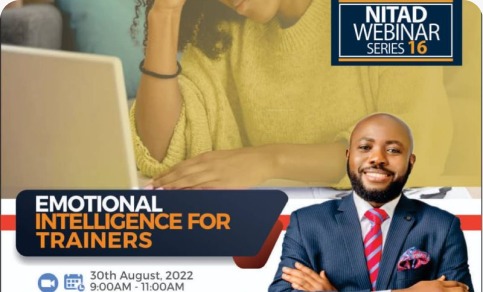 NITAD
WEBINAR
SERIES 16
EMOTIONAL
INTELLIGENCE FOR
TRAINERS
30th August, 2022
9:00AM - 11:00AM